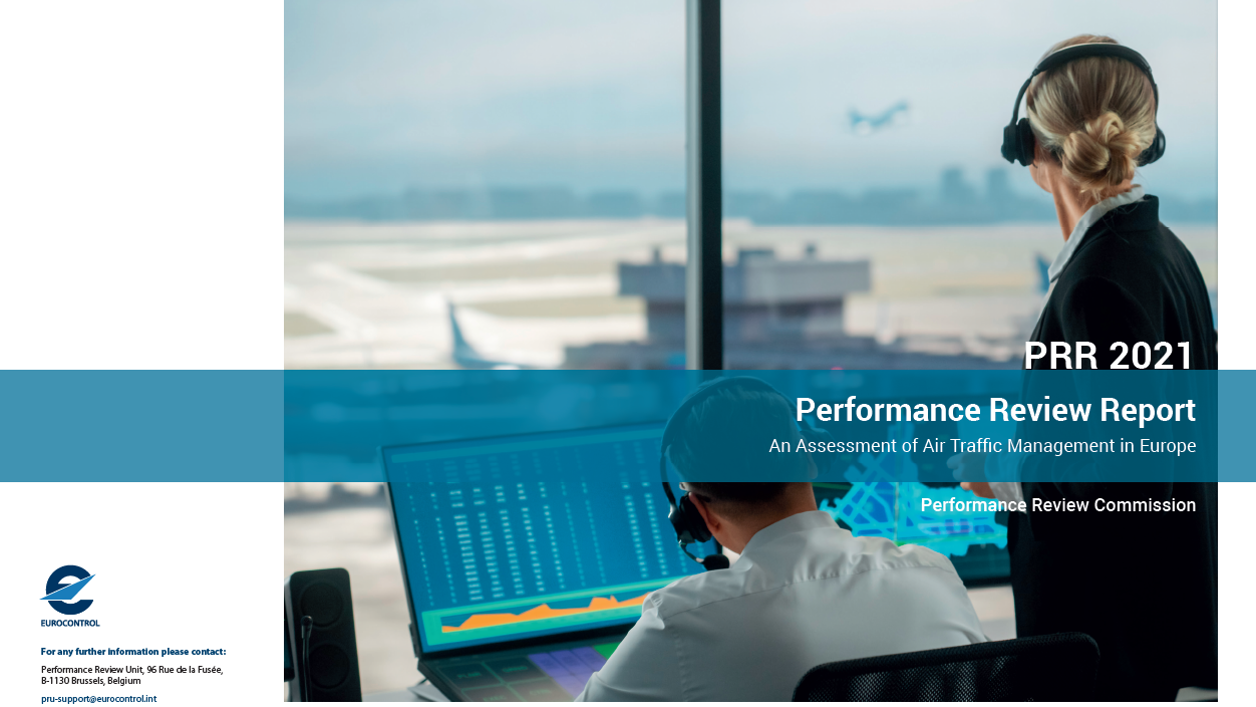 PRR 2021
Performance Review Report
An Assessment of Air Traffic Management in Europe
Performance Review Commission
EUROCONTROL
For any further information please contact:
Performance Review Unit, 96 Rue de la Fusée,
B-1130 Brussels, Belgium
pru-support@eurocontrol.int